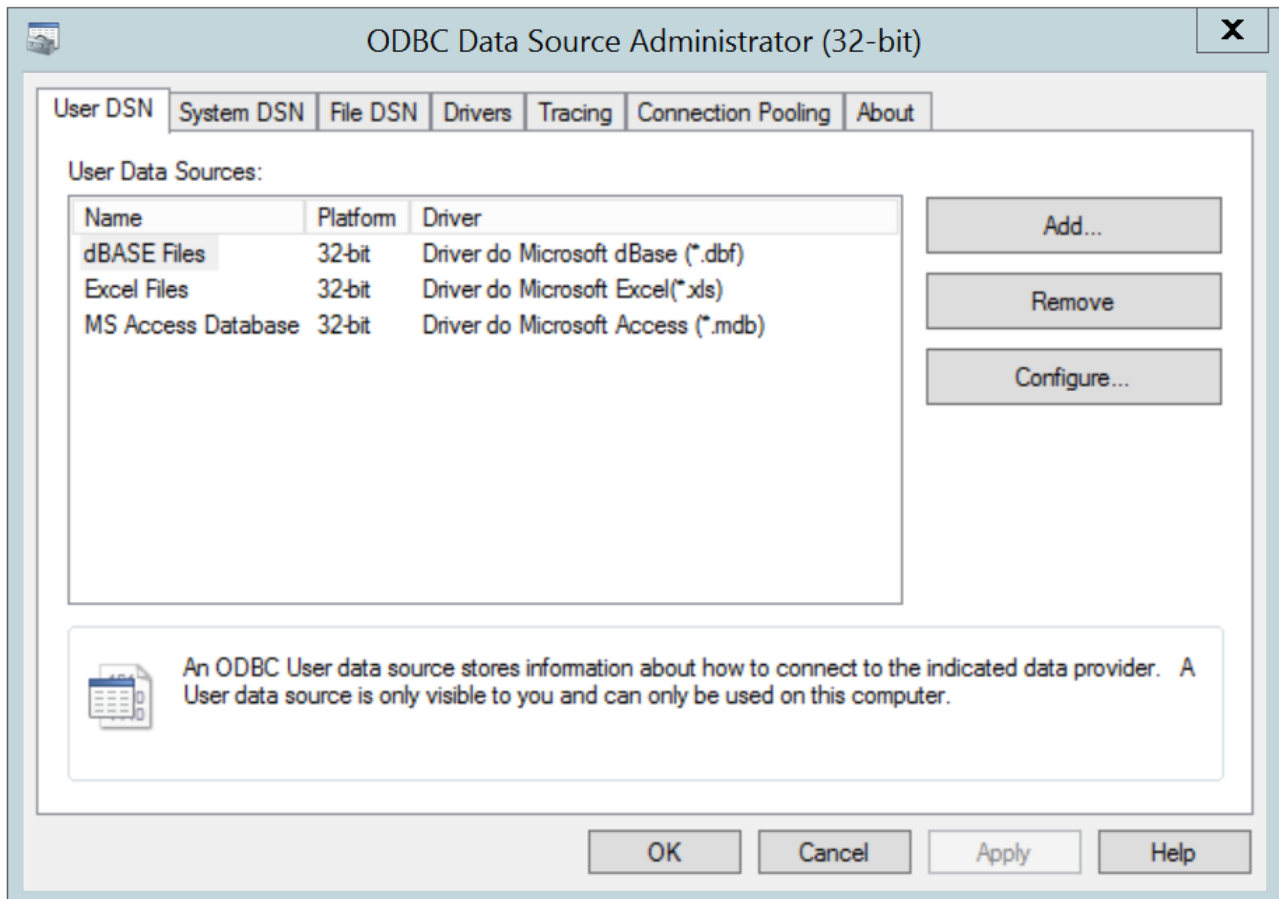 ODBC Data Source Administrator (32-bit)
X
User DSN System DSN File DSN Drivers Tracing Connection Pooling About
User Data Sources:
Name Platform Driver
dBASE Files 32-bit Driver do Microsoft dBase (*.dbf)
Excel Files 32-bit Driver do Microsoft Excel(*.xls)
MS Access Database 32-bit Driver do Microsoft Access (*.mdb)
Add...
Remove
Configure...
An ODBC User data source stores information about how to connect to the indicated data provider. A
User data source is only visible to you and can only be used on this computer.
OK Cancel Apply Help